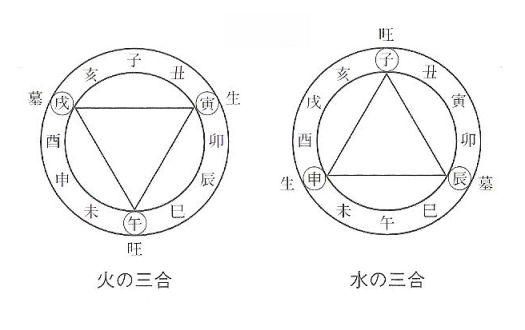 旺
子 子
亥 丑 亥 丑
墓 戌 寅 生 戌 寅
酉 卯 酉 卯
申 辰 生 申 辰 墓
未 巳 未 巳
午 午
旺
火の三合 水の三合